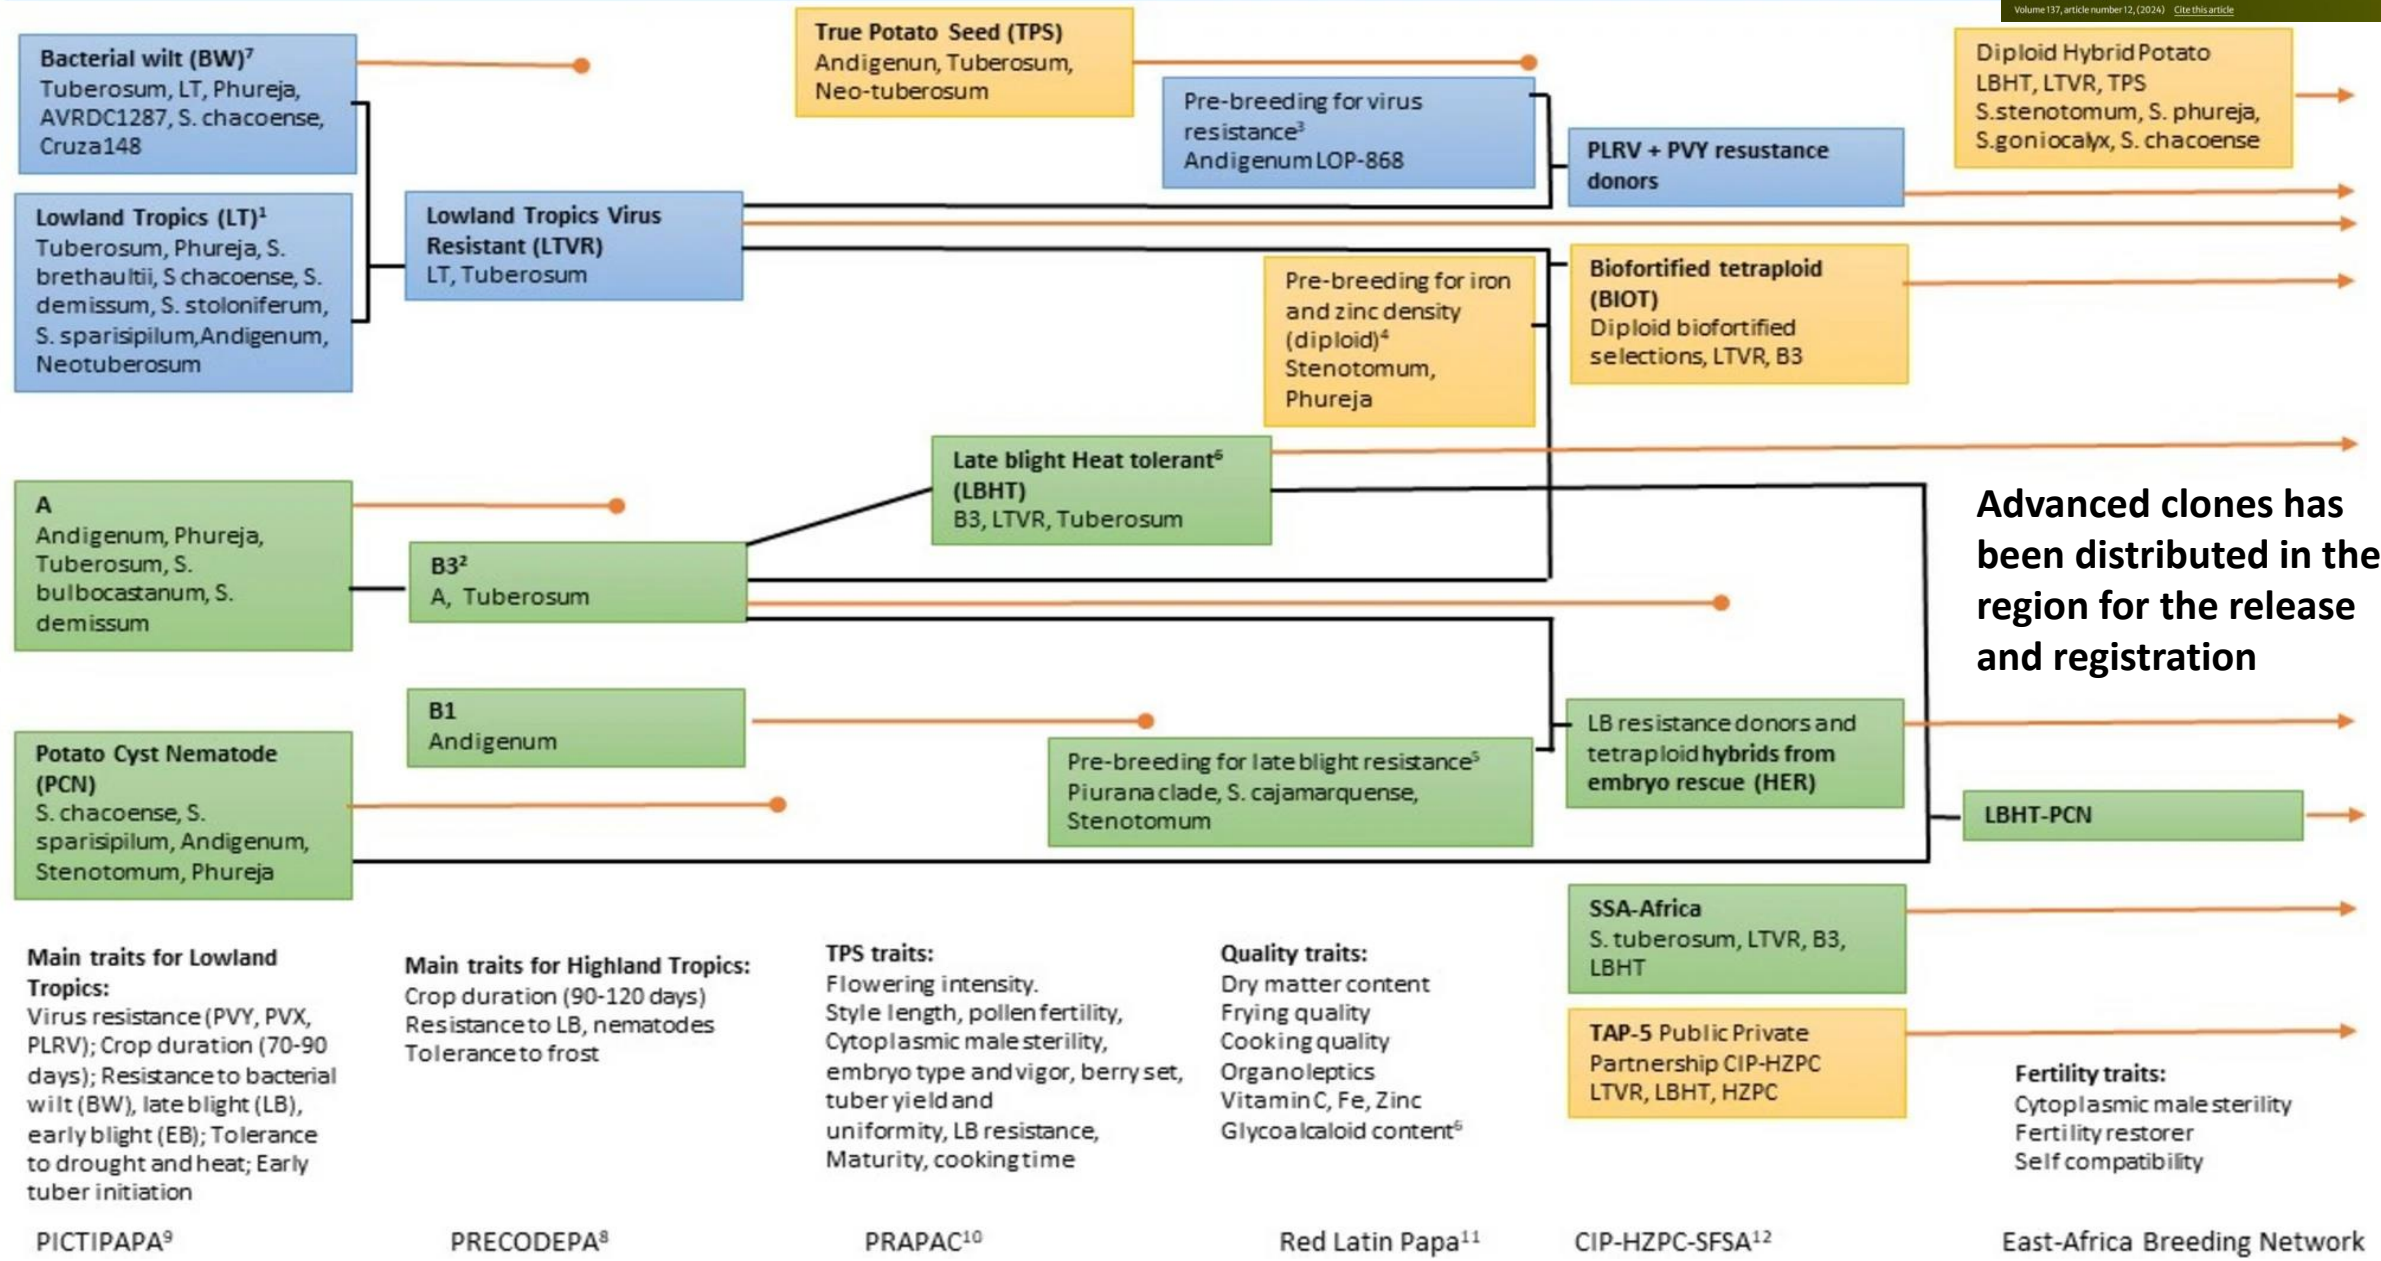 Volume 137, article number 12, (2024) Cite this article
Bacterial wilt (BW)⁷
Tuberosum, LT, Phureja,
AVRDC1287, S. chacoense,
Cruza148
True Potato Seed (TPS)
Andigenun, Tuberosum,
Neo-tuberosum
Pre-breeding for virus
resistance³
Andigenum LOP-868
PLRV + PVY resustance
donors
Diploid Hybrid Potato
LBHT, LTVR, TPS
S.stenotomum, S. phureja,
S.goniocalyx, S. chacoense
Lowland Tropics (LT)¹
Tuberosum, Phureja, S.
brethaultii, S chacoense, S.
demissum, S. stoloniferum,
S. sparisipilum,Andigenum,
Neotuberosum
Lowland Tropics Virus
Resistant (LTVR)
LT, Tuberosum
Pre-breeding for iron
and zinc density
(diploid)⁴
Stenotomum,
Phureja
Biofortified tetraploid
(BIOT)
Diploid biofortified
selections, LTVR, B3
Late blight Heat tolerant⁶
(LBHT)
B3, LTVR, Tuberosum
A
Andigenum, Phureja,
Tuberosum, S.
bulbocastanum, S.
demissum
B3²
A, Tuberosum
Advanced clones has
been distributed in the
region for the release
and registration
B1
Andigenum
Potato Cyst Nematode
(PCN)
S. chacoense, S.
sparisipilum, Andigenum,
Stenotomum, Phureja
Pre-breeding for late blight resistance⁵
Piurana clade, S. cajamarquense,
Stenotomum
LB resistance donors and
tetraploid hybrids from
embryo rescue (HER)
LBHT-PCN
SSA-Africa
S. tuberosum, LTVR, B3,
LBHT
TAP-5 Public Private
Partnership CIP-HZPC
LTVR, LBHT, HZPC
Main traits for Lowland
Tropics:
Virus resistance (PVY, PVX,
PLRV); Crop duration (70-90
days); Resistance to bacterial
wilt (BW), late blight (LB),
early blight (EB); Tolerance
to drought and heat; Early
tuber initiation
Main traits for Highland Tropics:
Crop duration (90-120 days)
Resistance to LB, nematodes
Tolerance to frost
TPS traits:
Flowering intensity.
Style length, pollen fertility,
Cytoplasmic male sterility,
embryo type and vigor, berry set,
tuber yield and
uniformity, LB resistance,
Maturity, cooking time
Quality traits:
Dry matter content
Frying quality
Cooking quality
Organoleptics
Vitamin C, Fe, Zinc
Glycoalcaloid content⁶
Fertility traits:
Cytoplasmic male sterility
Fertility restorer
Self compatibility
PICTIPAPA⁹
PRECODEPA⁸
PRAPAC¹⁰
Red Latin Papa¹¹
CIP-HZPC-SFSA¹²
East-Africa Breeding Network